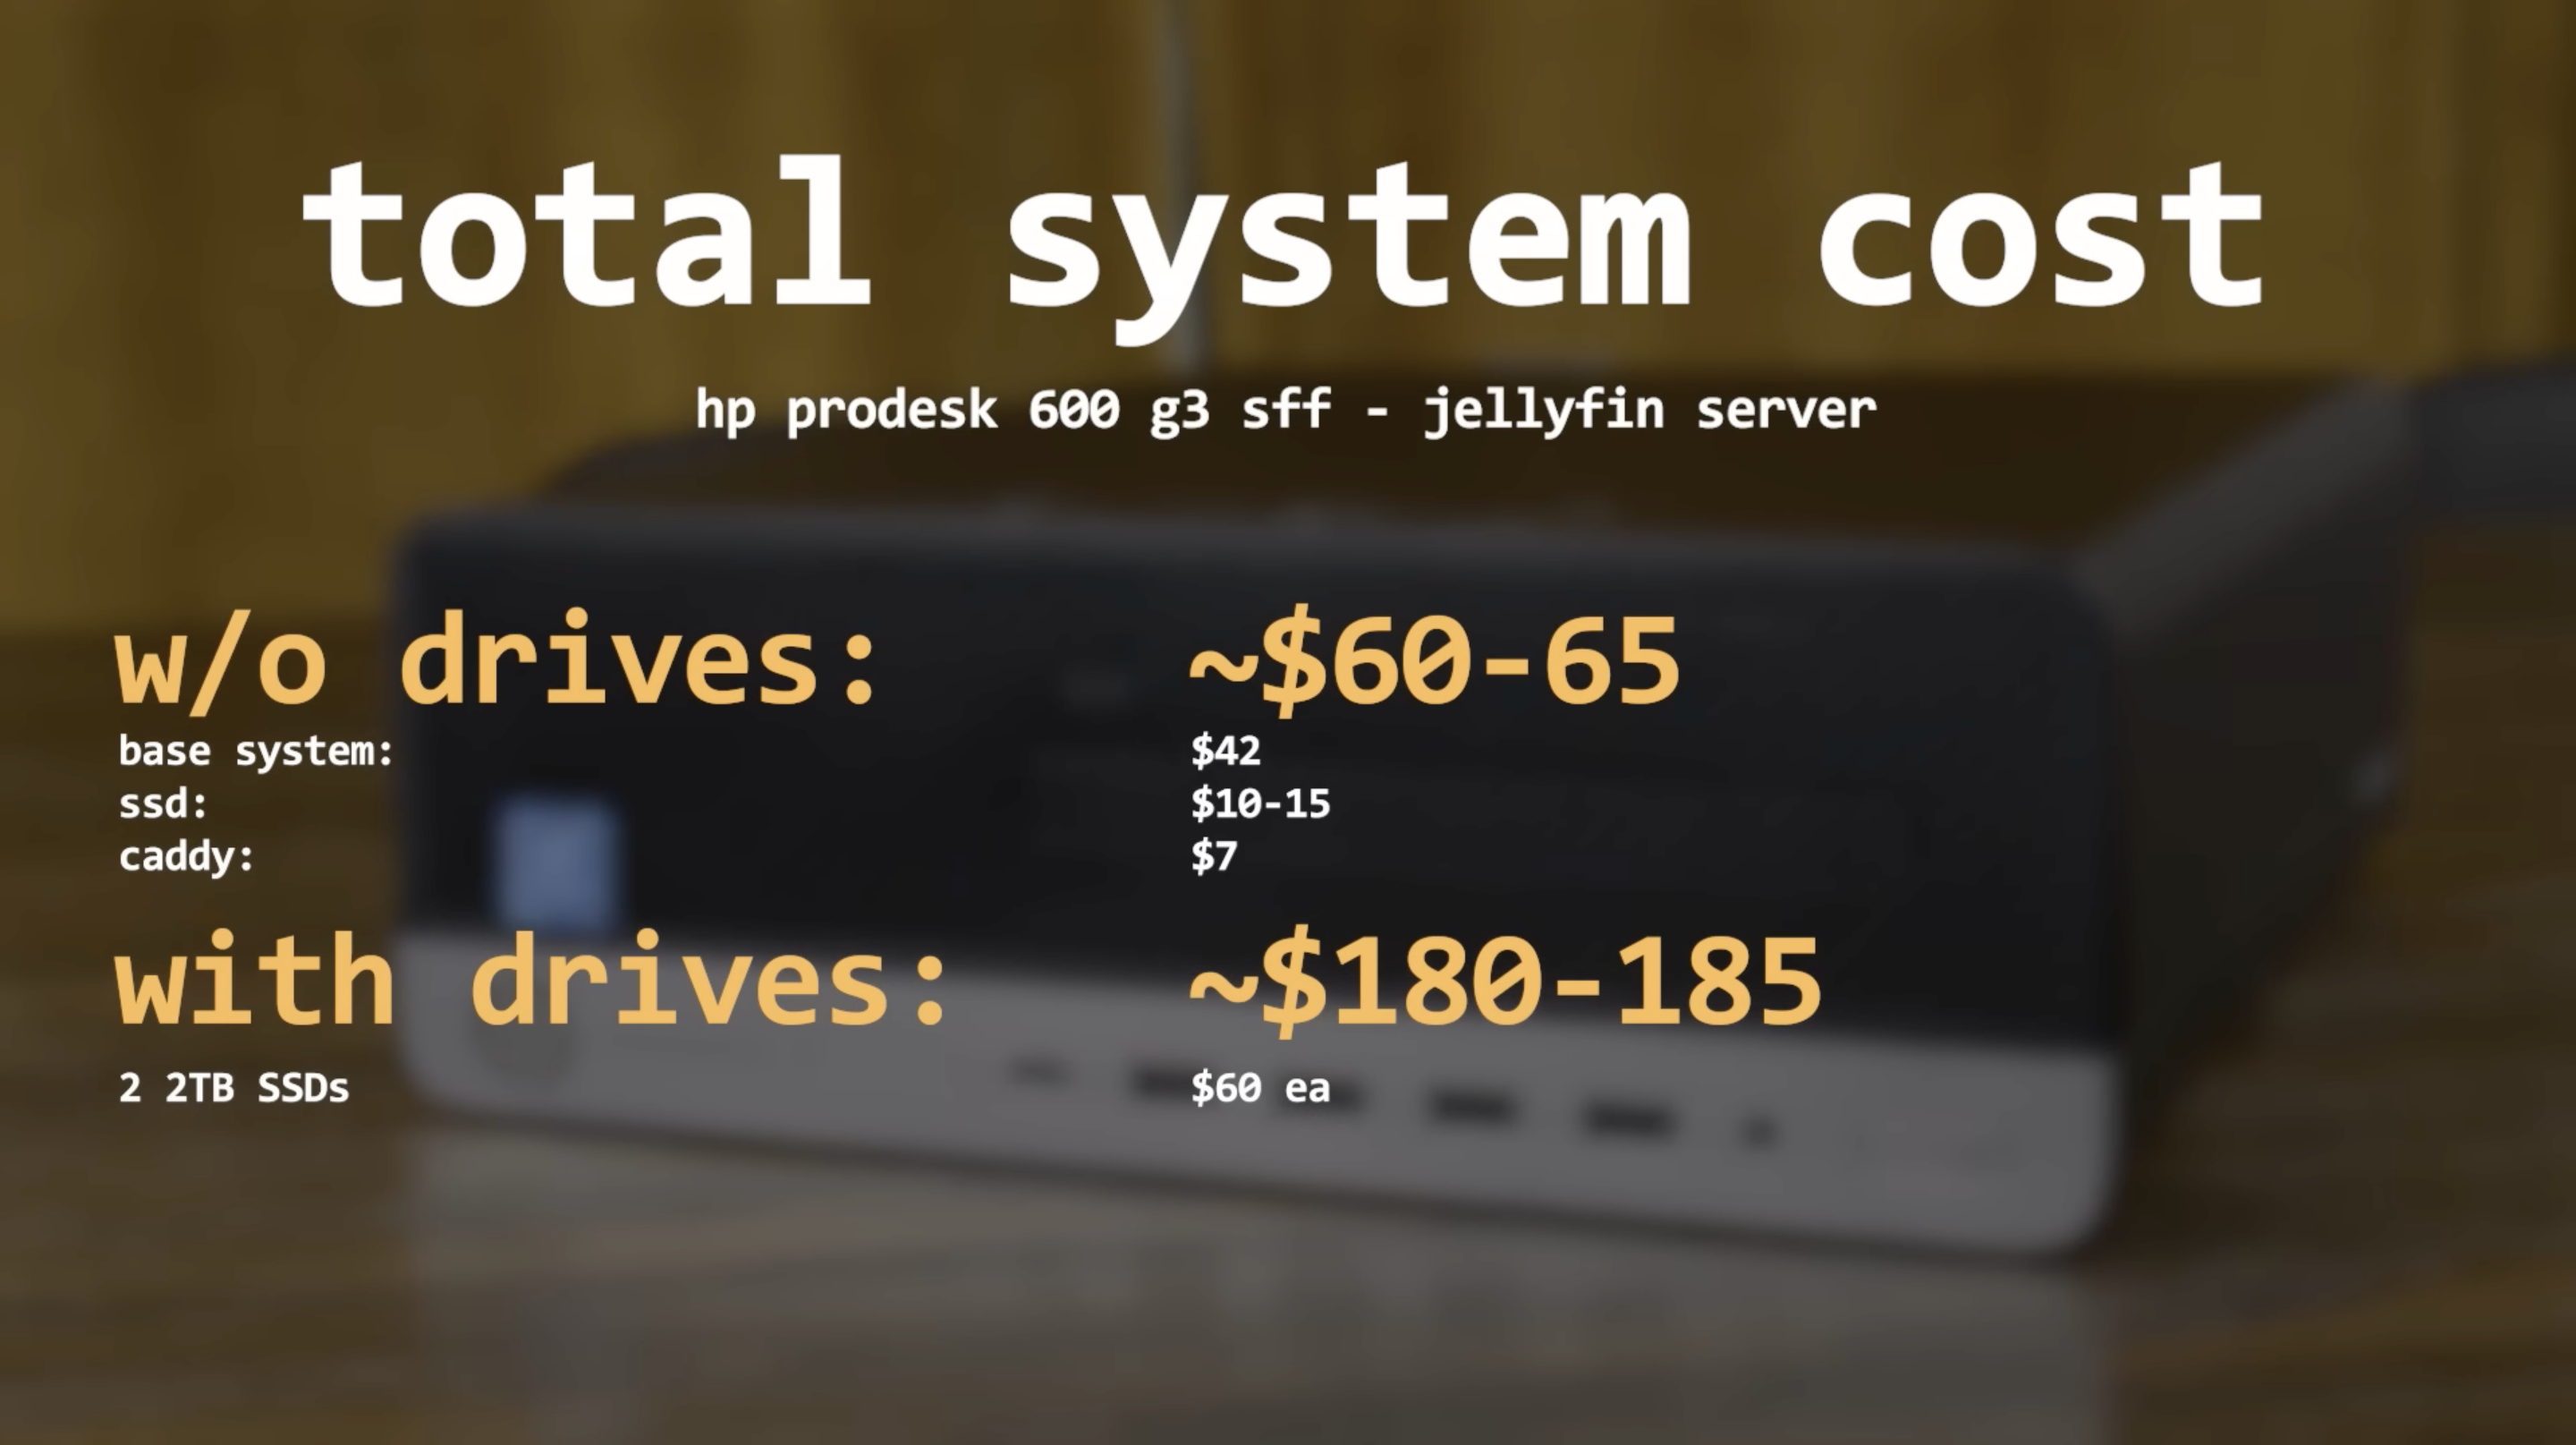 total system cost
hp prodesk 600 g3 sff - jellyfin server
w/o drives: ~$60-65
base system: $42
ssd: $10-15
caddy: $7
with drives: ~$180-185
2 2TB SSDs $60 ea